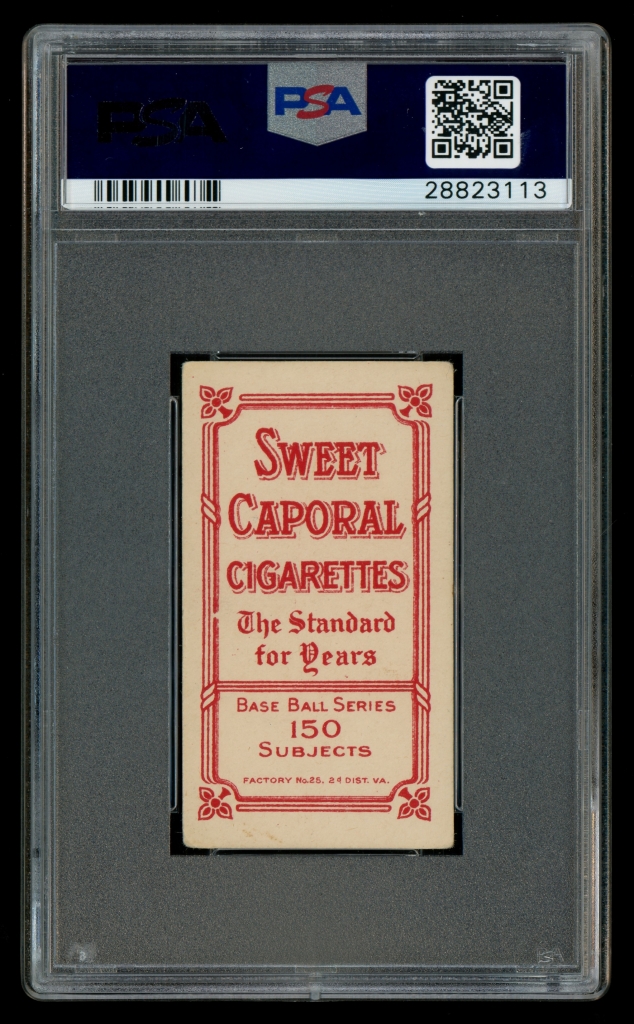 PSA
PSA
28823113
SWEET
CAPORAL
CIGARETTES
The Standard
for Years
BASE BALL SERIES
150
SUBJECTS
FACTORY No. 25, 2d DIST. VA.
PSA